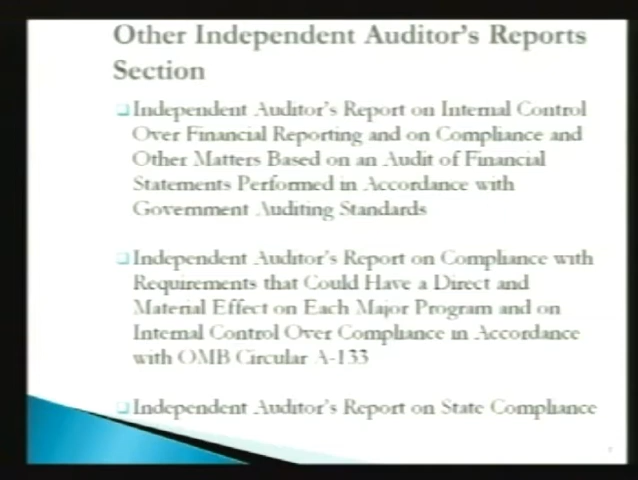 Other Independent Auditor's Reports
Section
Independent Auditor's Report on Internal Control
Over Financial Reporting and on Compliance and
Other Matters Based on an Audit of Financial
Statements Performed in Accordance with
Government Auditing Standards
Independent Auditor's Report on Compliance with
Requirements that Could Have a Direct and
Material Effect on Each Major Program and on
Internal Control Over Compliance in Accordance
with OMB Circular A-133
Independent Auditor's Report on State Compliance